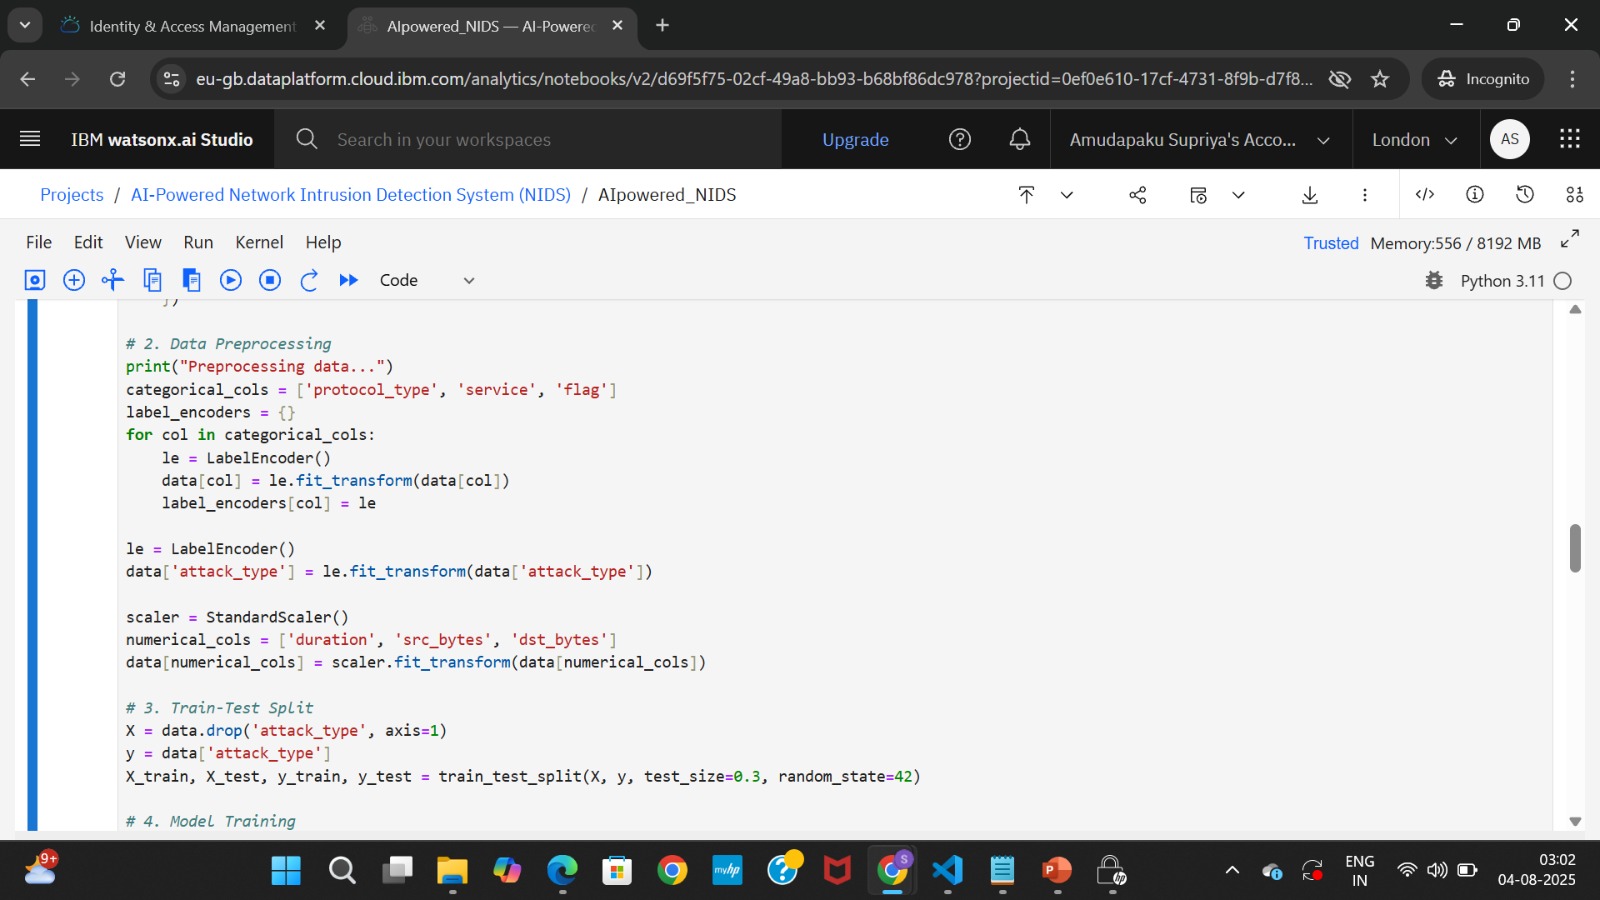 Identity & Access Management
AIpowered_NIDS — AI-Powere
eu-gb.dataplatform.cloud.ibm.com/analytics/notebooks/v2/d69f5f75-02cf-49a8-bb93-b68bf86dc978?projectid=0ef0e610-17cf-4731-8f9b-d7f8...
Incognito
IBM watsonx.ai Studio
Search in your workspaces
Upgrade
Amudapaku Supriya's Acco...
London
AS
Projects / AI-Powered Network Intrusion Detection System (NIDS) / AIpowered_NIDS
File Edit View Run Kernel Help
Trusted Memory:556 / 8192 MB
Code
Python 3.11
})
# 2. Data Preprocessing
print("Preprocessing data...")
categorical_cols = ['protocol_type', 'service', 'flag']
label_encoders = {}
for col in categorical_cols:
    le = LabelEncoder()
    data[col] = le.fit_transform(data[col])
    label_encoders[col] = le
le = LabelEncoder()
data['attack_type'] = le.fit_transform(data['attack_type'])
scaler = StandardScaler()
numerical_cols = ['duration', 'src_bytes', 'dst_bytes']
data[numerical_cols] = scaler.fit_transform(data[numerical_cols])
# 3. Train-Test Split
X = data.drop('attack_type', axis=1)
y = data['attack_type']
X_train, X_test, y_train, y_test = train_test_split(X, y, test_size=0.3, random_state=42)
# 4. Model Training
9+
myhp
S
P
hp
ENG
IN
03:02
04-08-2025